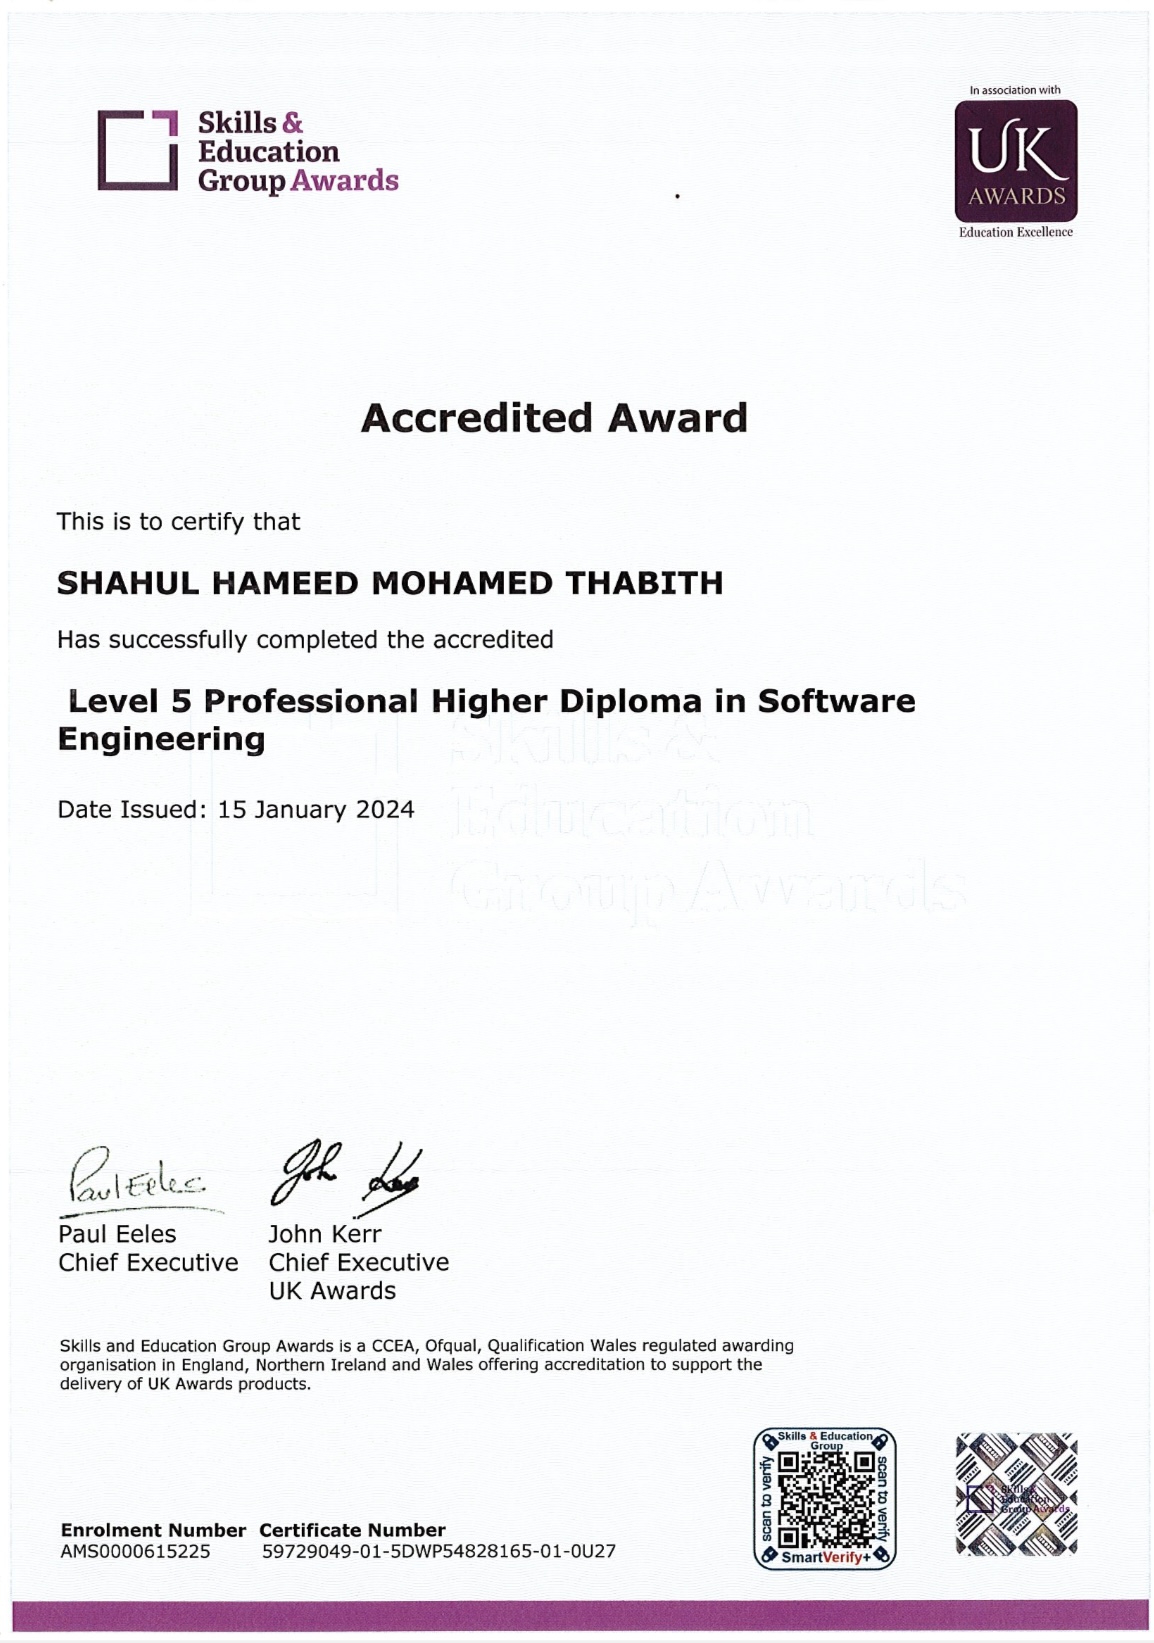 In association with
Skills &
Education
Group Awards
UK
AWARDS
Education Excellence
Accredited Award
This is to certify that
SHAHUL HAMEED MOHAMED THABITH
Has successfully completed the accredited
Level 5 Professional Higher Diploma in Software
Engineering
Date Issued: 15 January 2024
Skills &
Education
Group Awards
Paul Eeles
John Kerr
Paul Eeles
John Kerr
Chief Executive
Chief Executive
UK Awards
Skills and Education Group Awards is a CCEA, Ofqual, Qualification Wales regulated awarding
organisation in England, Northern Ireland and Wales offering accreditation to support the
delivery of UK Awards products.
Skills & Education
Group
scan to verify
scan to verify
SmartVerify+
Skills &
Education
Group Awards
Enrolment Number Certificate Number
AMS0000615225 59729049-01-5DWP54828165-01-0U27